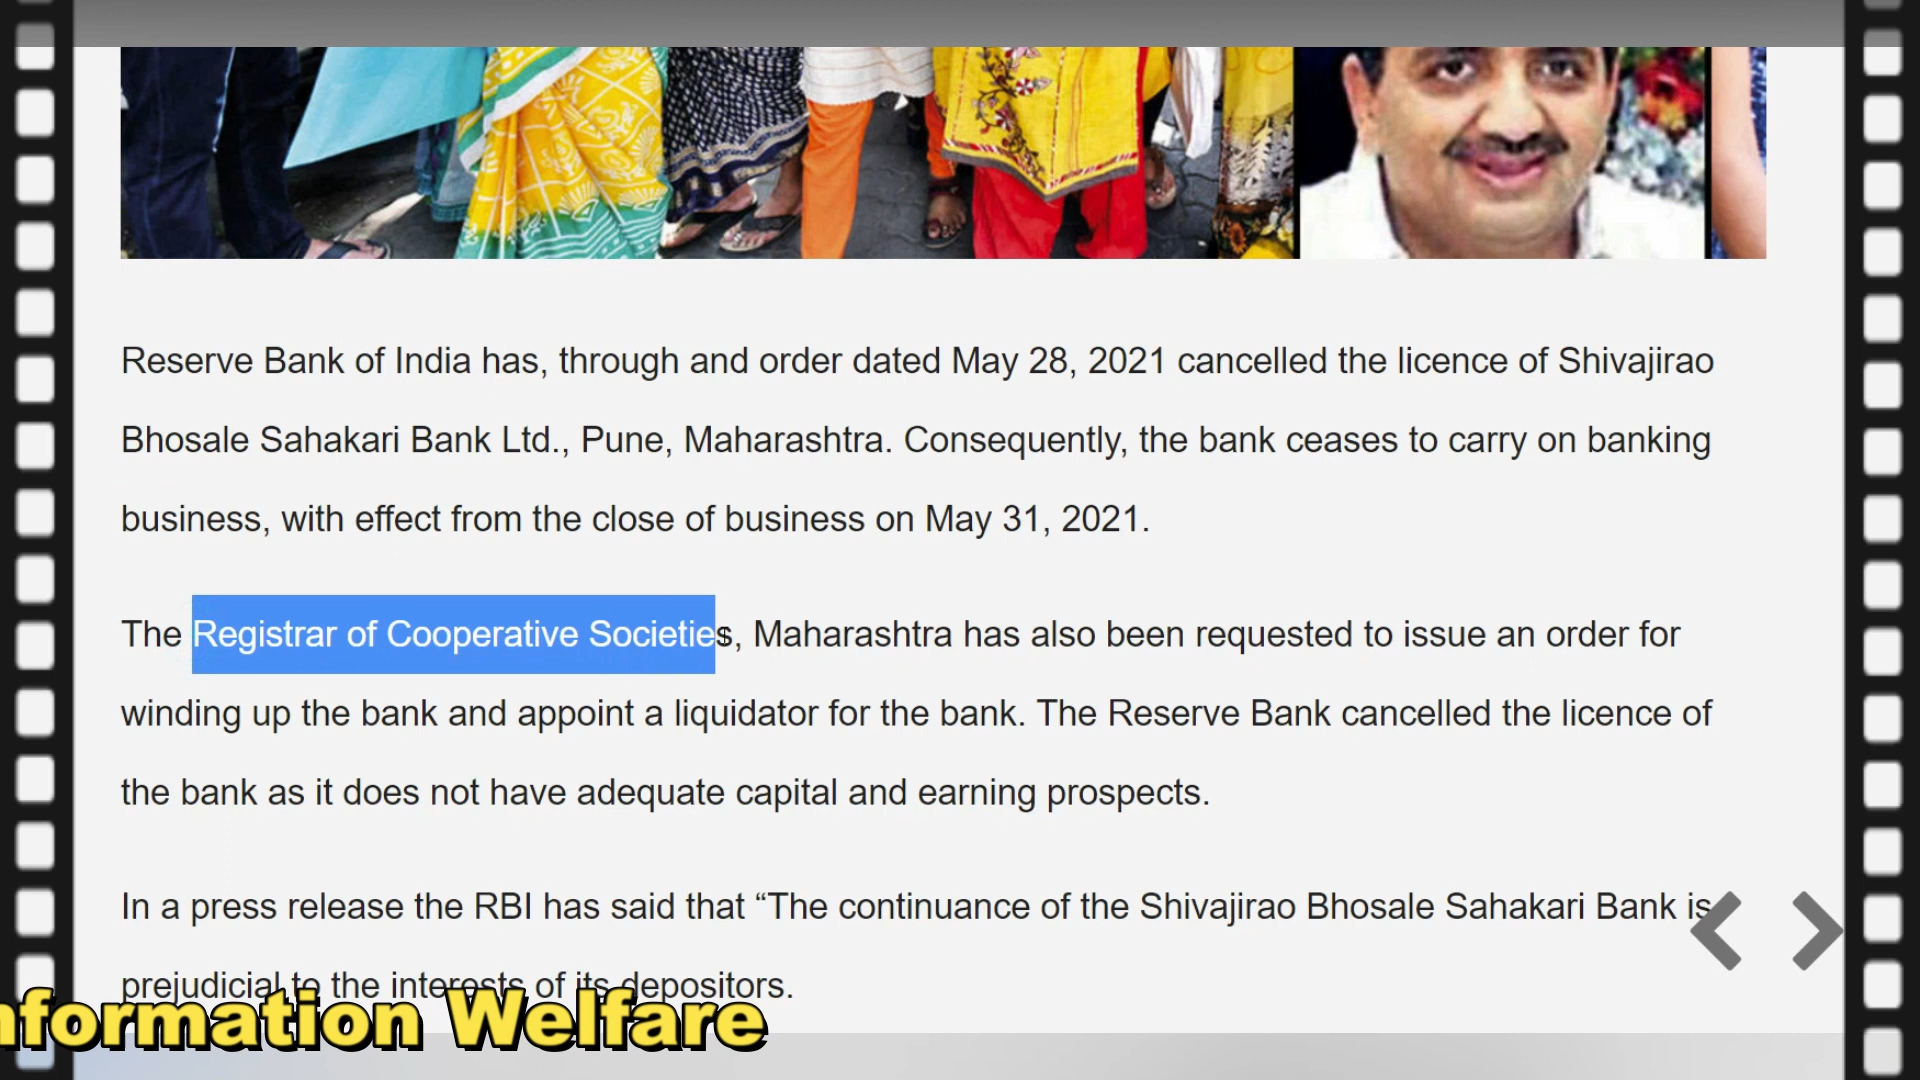 Reserve Bank of India has, through and order dated May 28, 2021 cancelled the licence of Shivajirao
Bhosale Sahakari Bank Ltd., Pune, Maharashtra. Consequently, the bank ceases to carry on banking
business, with effect from the close of business on May 31, 2021.
The Registrar of Cooperative Societies, Maharashtra has also been requested to issue an order for
winding up the bank and appoint a liquidator for the bank. The Reserve Bank cancelled the licence of
the bank as it does not have adequate capital and earning prospects.
In a press release the RBI has said that “The continuance of the Shivajirao Bhosale Sahakari Bank is
prejudicial to the interests of its depositors.
nformation Welfare